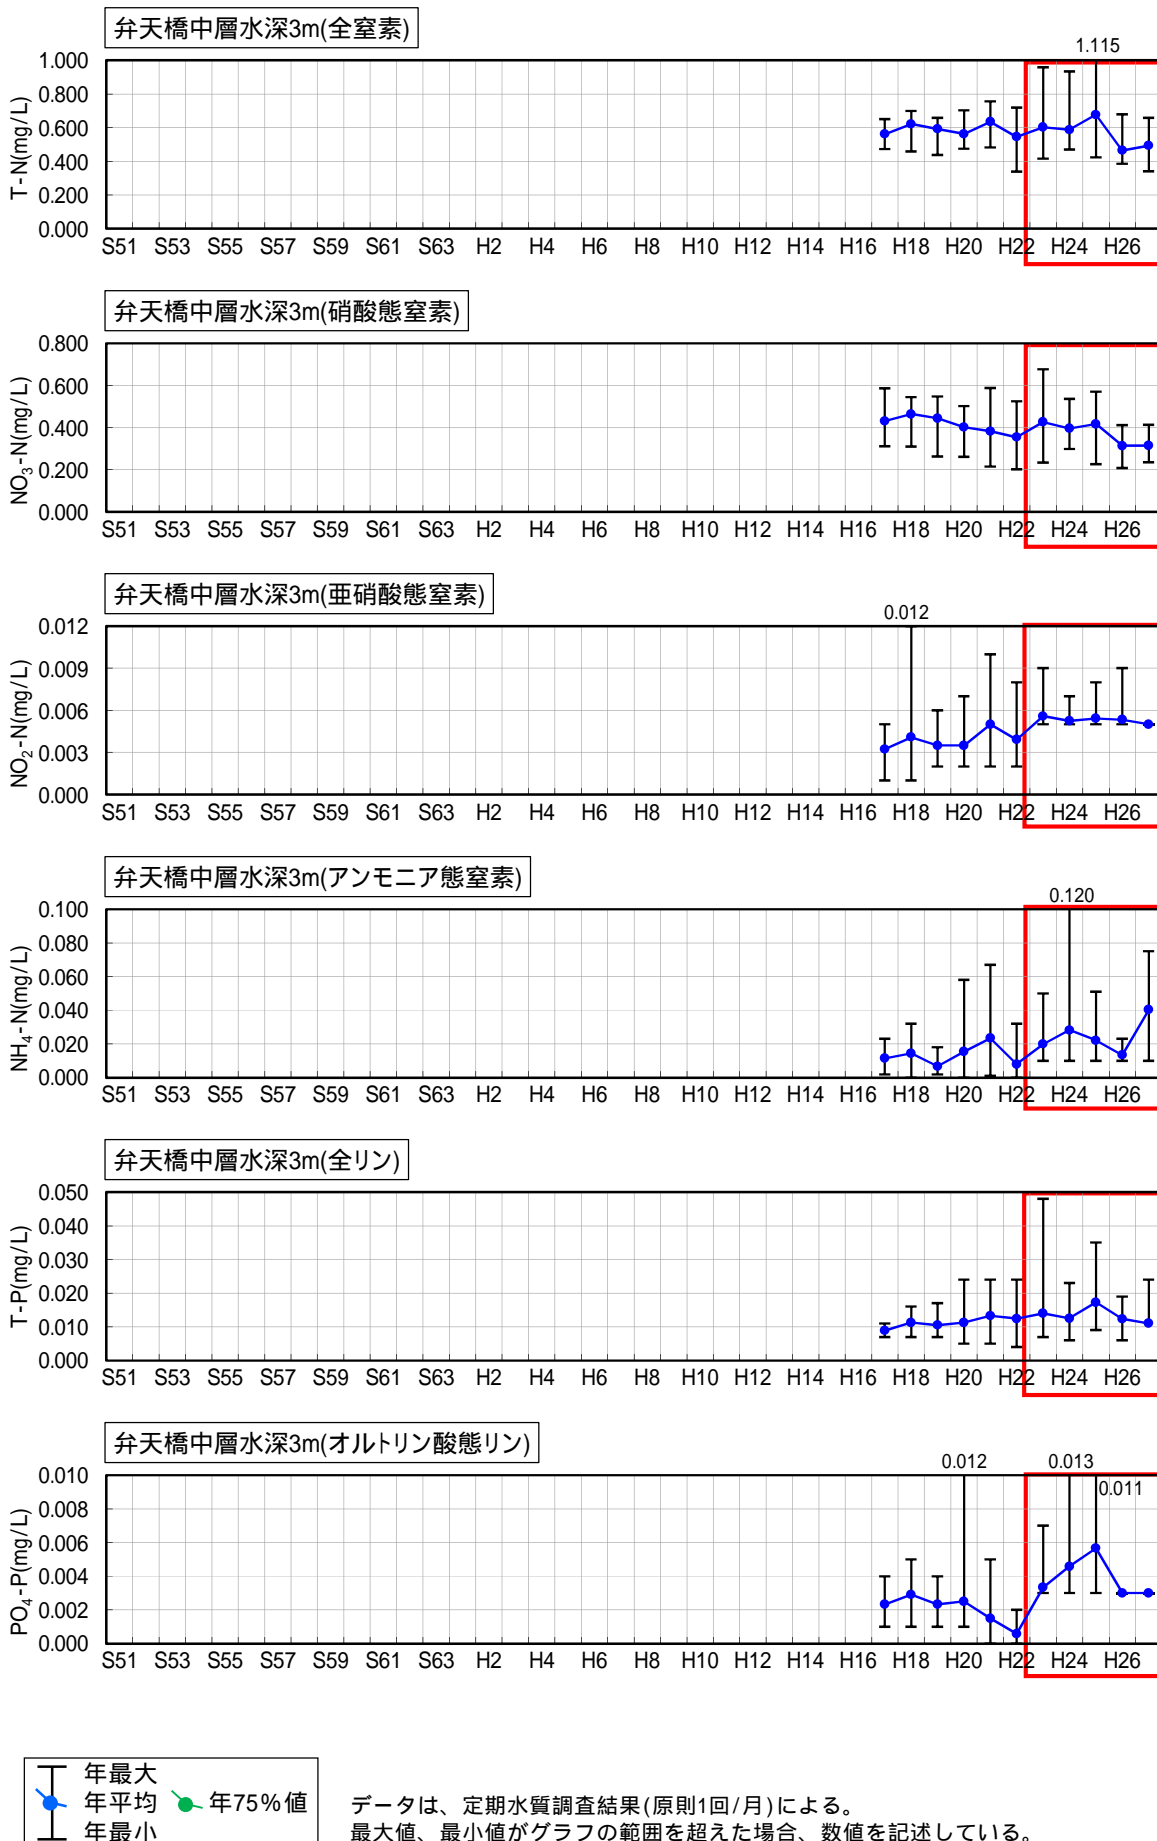 弁天橋中層水深3m(全窒素)
1.115
T-N(mg/L)
1.000
0.800
0.600
0.400
0.200
0.000
S51 S53 S55 S57 S59 S61 S63 H2 H4 H6 H8 H10 H12 H14 H16 H18 H20 H22 H24 H26
弁天橋中層水深3m(硝酸態窒素)
NO3-N(mg/L)
0.800
0.600
0.400
0.200
0.000
S51 S53 S55 S57 S59 S61 S63 H2 H4 H6 H8 H10 H12 H14 H16 H18 H20 H22 H24 H26
弁天橋中層水深3m(亜硝酸態窒素)
0.012
NO2-N(mg/L)
0.012
0.009
0.006
0.003
0.000
S51 S53 S55 S57 S59 S61 S63 H2 H4 H6 H8 H10 H12 H14 H16 H18 H20 H22 H24 H26
弁天橋中層水深3m(アンモニア態窒素)
0.120
NH4-N(mg/L)
0.100
0.080
0.060
0.040
0.020
0.000
S51 S53 S55 S57 S59 S61 S63 H2 H4 H6 H8 H10 H12 H14 H16 H18 H20 H22 H24 H26
弁天橋中層水深3m(全リン)
T-P(mg/L)
0.050
0.040
0.030
0.020
0.010
0.000
S51 S53 S55 S57 S59 S61 S63 H2 H4 H6 H8 H10 H12 H14 H16 H18 H20 H22 H24 H26
弁天橋中層水深3m(オルトリン酸態リン)
0.012 0.013
0.011
PO4-P(mg/L)
0.010
0.008
0.006
0.004
0.002
0.000
S51 S53 S55 S57 S59 S61 S63 H2 H4 H6 H8 H10 H12 H14 H16 H18 H20 H22 H24 H26
年最大
年平均 年75%値
年最小
データは、定期水質調査結果(原則1回/月)による。
最大値、最小値がグラフの範囲を超えた場合、数値を記述している。